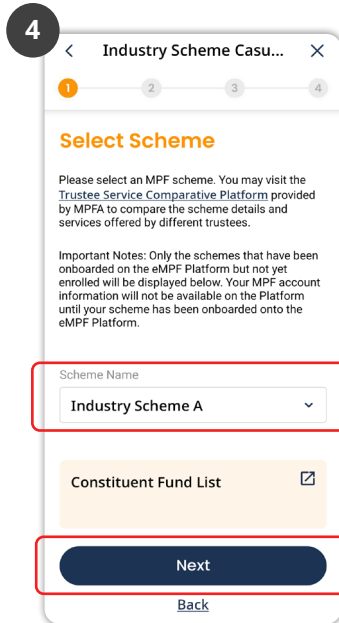 4
Industry Scheme Casu...
1 2 3 4
Select Scheme
Please select an MPF scheme. You may visit the
Trustee Service Comparative Platform provided
by MPFA to compare the scheme details and
services offered by different trustees.
Important Notes: Only the schemes that have been
onboarded on the eMPF Platform but not yet
enrolled will be displayed below. Your MPF account
information will not be available on the Platform
until your scheme has been onboarded onto the
eMPF Platform.
Scheme Name
Industry Scheme A
Constituent Fund List
Next
Back